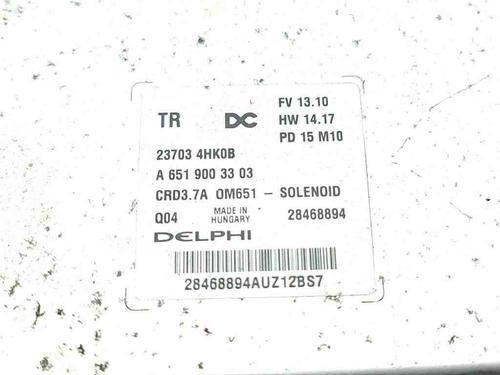 FV 13.10
TR DC HW 14.17
PD 15 M10
23703 4HK0B
A 651 900 33 03
CRD3.7A OM651 - SOLENOID
Q04 MADE IN HUNGARY 28468894
DELPHI
28468894AUZ12BS7